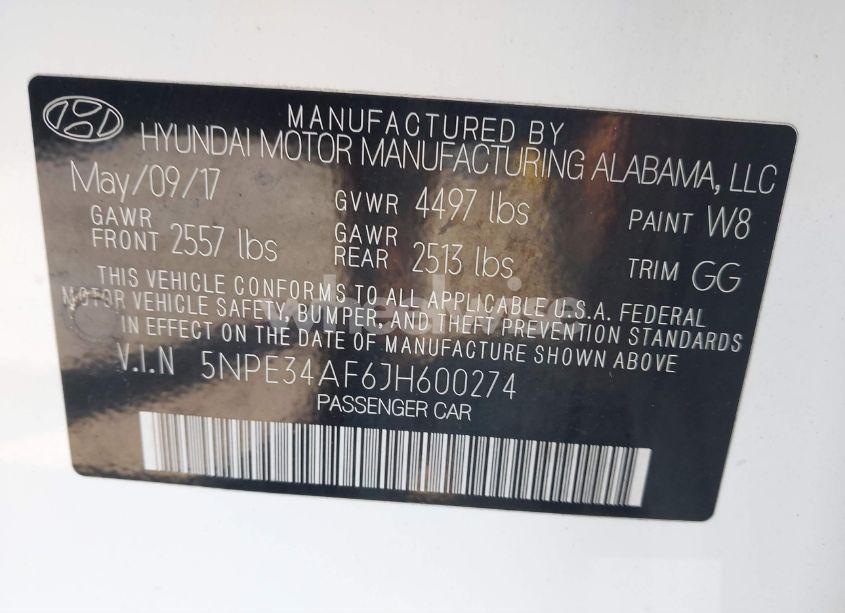 MANUFACTURED BY
HYUNDAI MOTOR MANUFACTURING ALABAMA, LLC
May/09/17 GVWR 4497 lbs PAINT W8
GAWR FRONT 2557 lbs GAWR REAR 2513 lbs TRIM GG
THIS VEHICLE CONFORMS TO ALL APPLICABLE U.S.A. FEDERAL
MOTOR VEHICLE SAFETY, BUMPER, AND THEFT PREVENTION STANDARDS
IN EFFECT ON THE DATE OF MANUFACTURE SHOWN ABOVE
V.I.N 5NPE34AF6JH600274
PASSENGER CAR